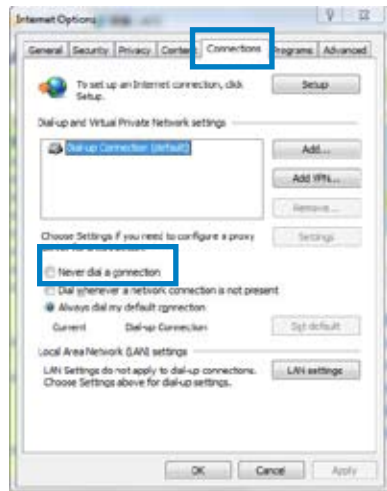 Internet Options
General Security Privacy Content Connections Programs Advanced
To set up an Internet connection, click
Setup.
Setup
Dial-up and Virtual Private Network settings
Dial-up Connection (default)
Add...
Add VPN...
Remove...
Choose Settings if you need to configure a proxy
Settings
Never dial a connection
Dial whenever a network connection is not present
Always dial my default connection
Current Dial-up Connection
Set default
Local Area Network (LAN) settings
LAN Settings do not apply to dial-up connections.
Choose Settings above for dial-up settings.
LAN settings
OK Cancel Apply